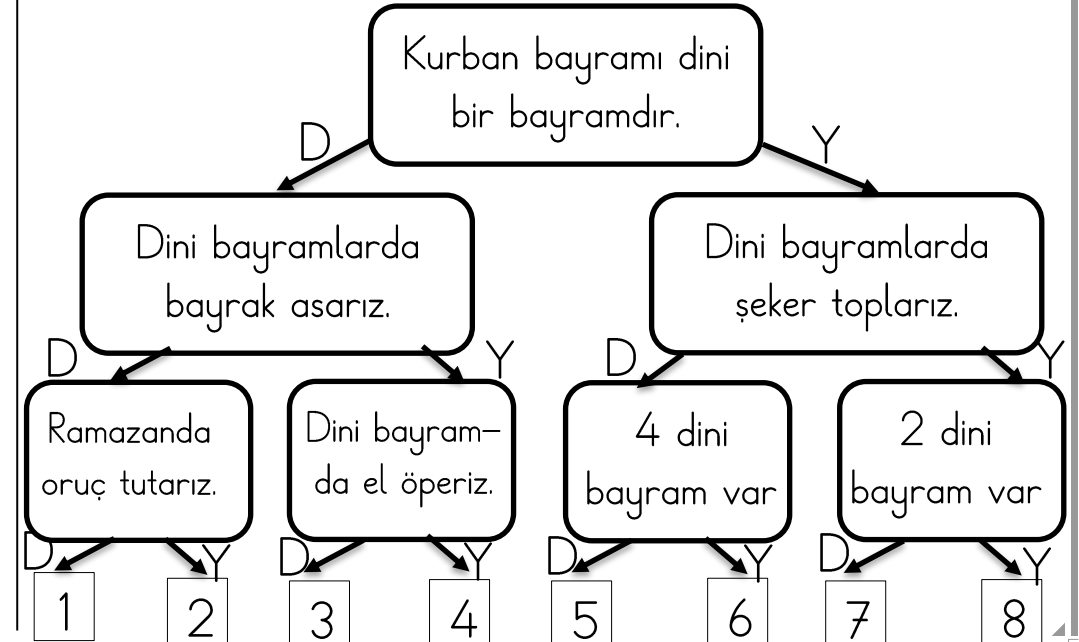 Kurban bayramı dini
bir bayramdır.
D
Y
Dini bayramlarda
bayrak asarız.
Dini bayramlarda
şeker toplarız.
D
Y
D
Y
Ramazanda
oruç tutarız.
Dini bayram-
da el öperiz.
4 dini
bayram var
2 dini
bayram var
D
Y
D
Y
D
Y
D
Y
1
2
3
4
5
6
7
8